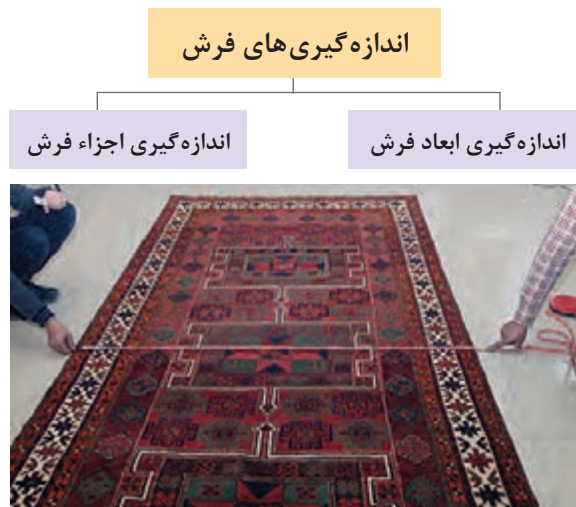 اندازه‌گیری‌های فرش
اندازه‌گیری ابعاد فرش
اندازه‌گیری اجزاء فرش